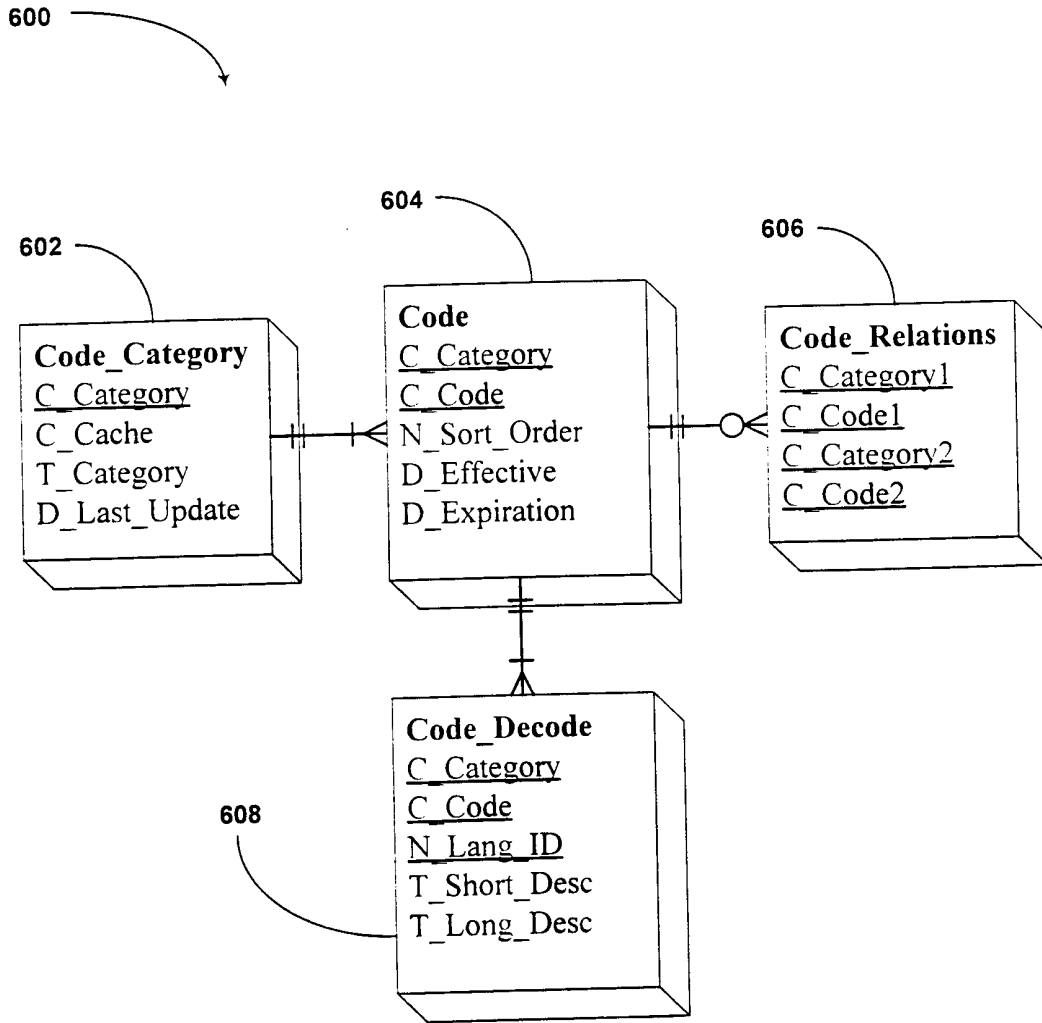 600
604
602
606
Code_Category
C_Category
C_Cache
T_Category
D_Last_Update
Code
C_Category
C_Code
N_Sort_Order
D_Effective
D_Expiration
Code_Relations
C_Category1
C_Code1
C_Category2
C_Code2
608
Code_Decode
C_Category
C_Code
N_Lang_ID
T_Short_Desc
T_Long_Desc